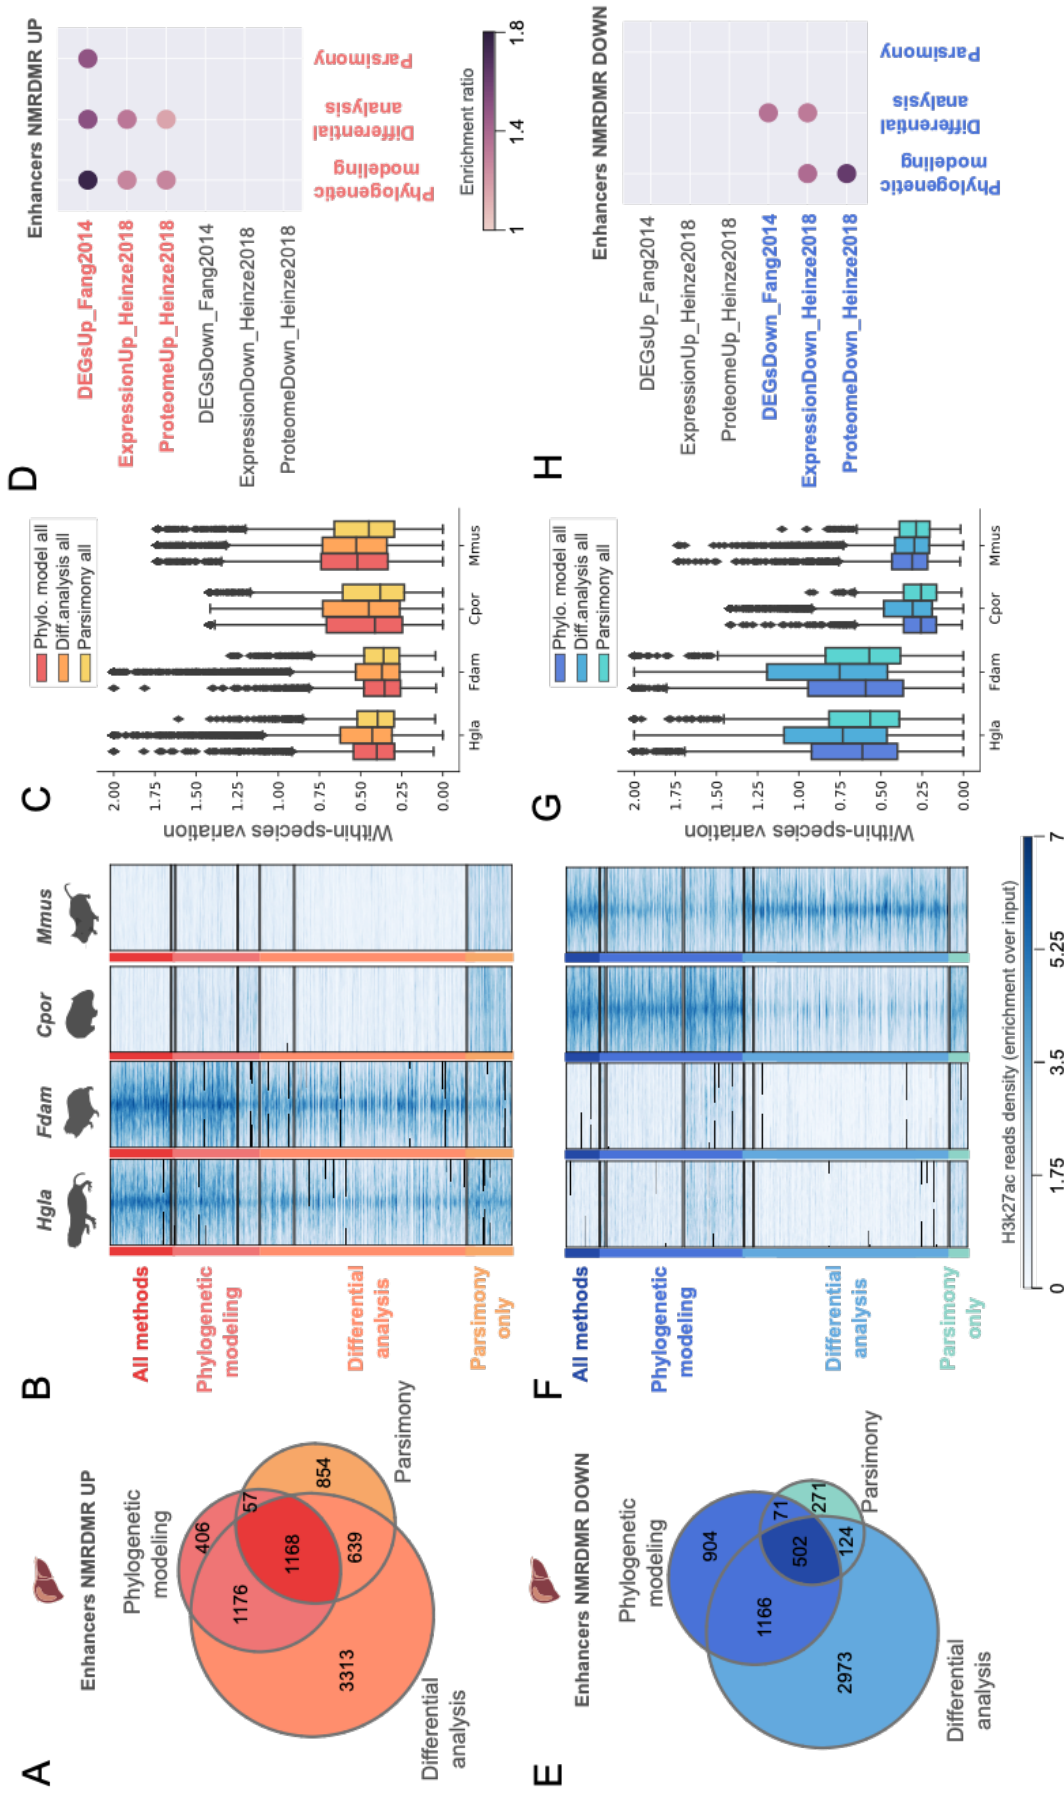 A
Enhancers NMRDMR UP
Phylogenetic
modeling
406
57
1176
1168
854
639
3313
Parsimony
Differential
analysis
B
Hgla
Fdam
Cpor
Mmus
All methods
Phylogenetic
modeling
Differential
analysis
Parsimony
only
C
Phylo. model all
Diff.analysis all
Parsimony all
Within-species variation
2.00
1.75
1.50
1.25
1.00
0.75
0.50
0.25
0.00
Hgla
Fdam
Cpor
Mmus
D
Enhancers NMRDMR UP
DEGsUp_Fang2014
ExpressionUp_Heinze2018
ProteomeUp_Heinze2018
DEGsDown_Fang2014
ExpressionDown_Heinze2018
ProteomeDown_Heinze2018
Phylogenetic
modeling
Differential
analysis
Parsimony
Enrichment ratio
1
1.4
1.8
E
Enhancers NMRDMR DOWN
Phylogenetic
modeling
904
71
1166
502
271
124
2973
Parsimony
Differential
analysis
F
All methods
Phylogenetic
modeling
Differential
analysis
Parsimony
only
H3k27ac reads density (enrichment over input)
0
1.75
3.5
5.25
7
G
Phylo. model all
Diff.analysis all
Parsimony all
Within-species variation
2.00
1.75
1.50
1.25
1.00
0.75
0.50
0.25
0.00
Hgla
Fdam
Cpor
Mmus
H
Enhancers NMRDMR DOWN
DEGsUp_Fang2014
ExpressionUp_Heinze2018
ProteomeUp_Heinze2018
DEGsDown_Fang2014
ExpressionDown_Heinze2018
ProteomeDown_Heinze2018
Phylogenetic
modeling
Differential
analysis
Parsimony